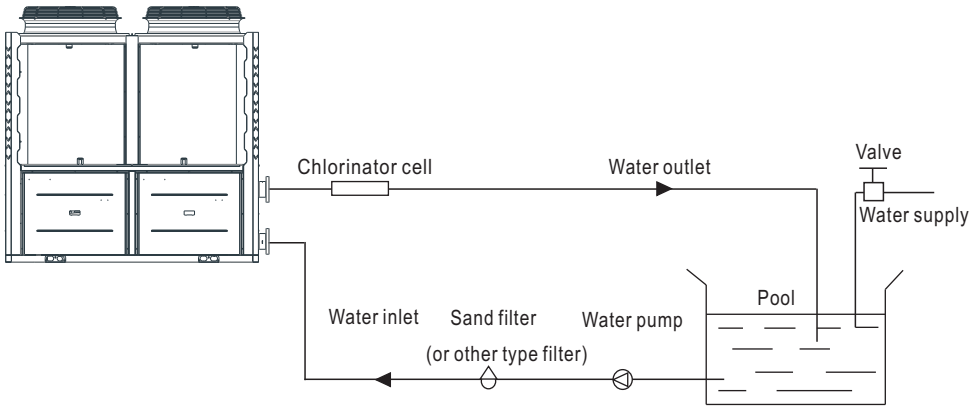 Chlorinator cell
Water outlet
Valve
Water supply
Pool
Water inlet
Sand filter
(or other type filter)
Water pump